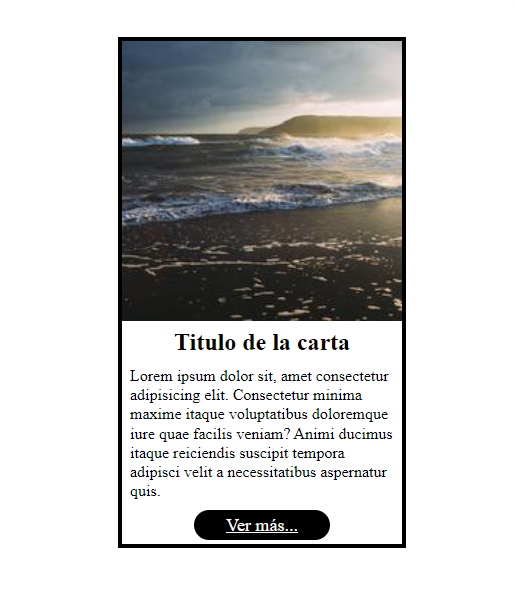 Titulo de la carta
Lorem ipsum dolor sit, amet consectetur
adipisicing elit. Consectetur minima
maxime itaque voluptatibus doloremque
iure quae facilis veniam? Animi ducimus
itaque reiciendis suscipit tempora
adipisci velit a necessitatibus aspernatur
quis.
Ver más...